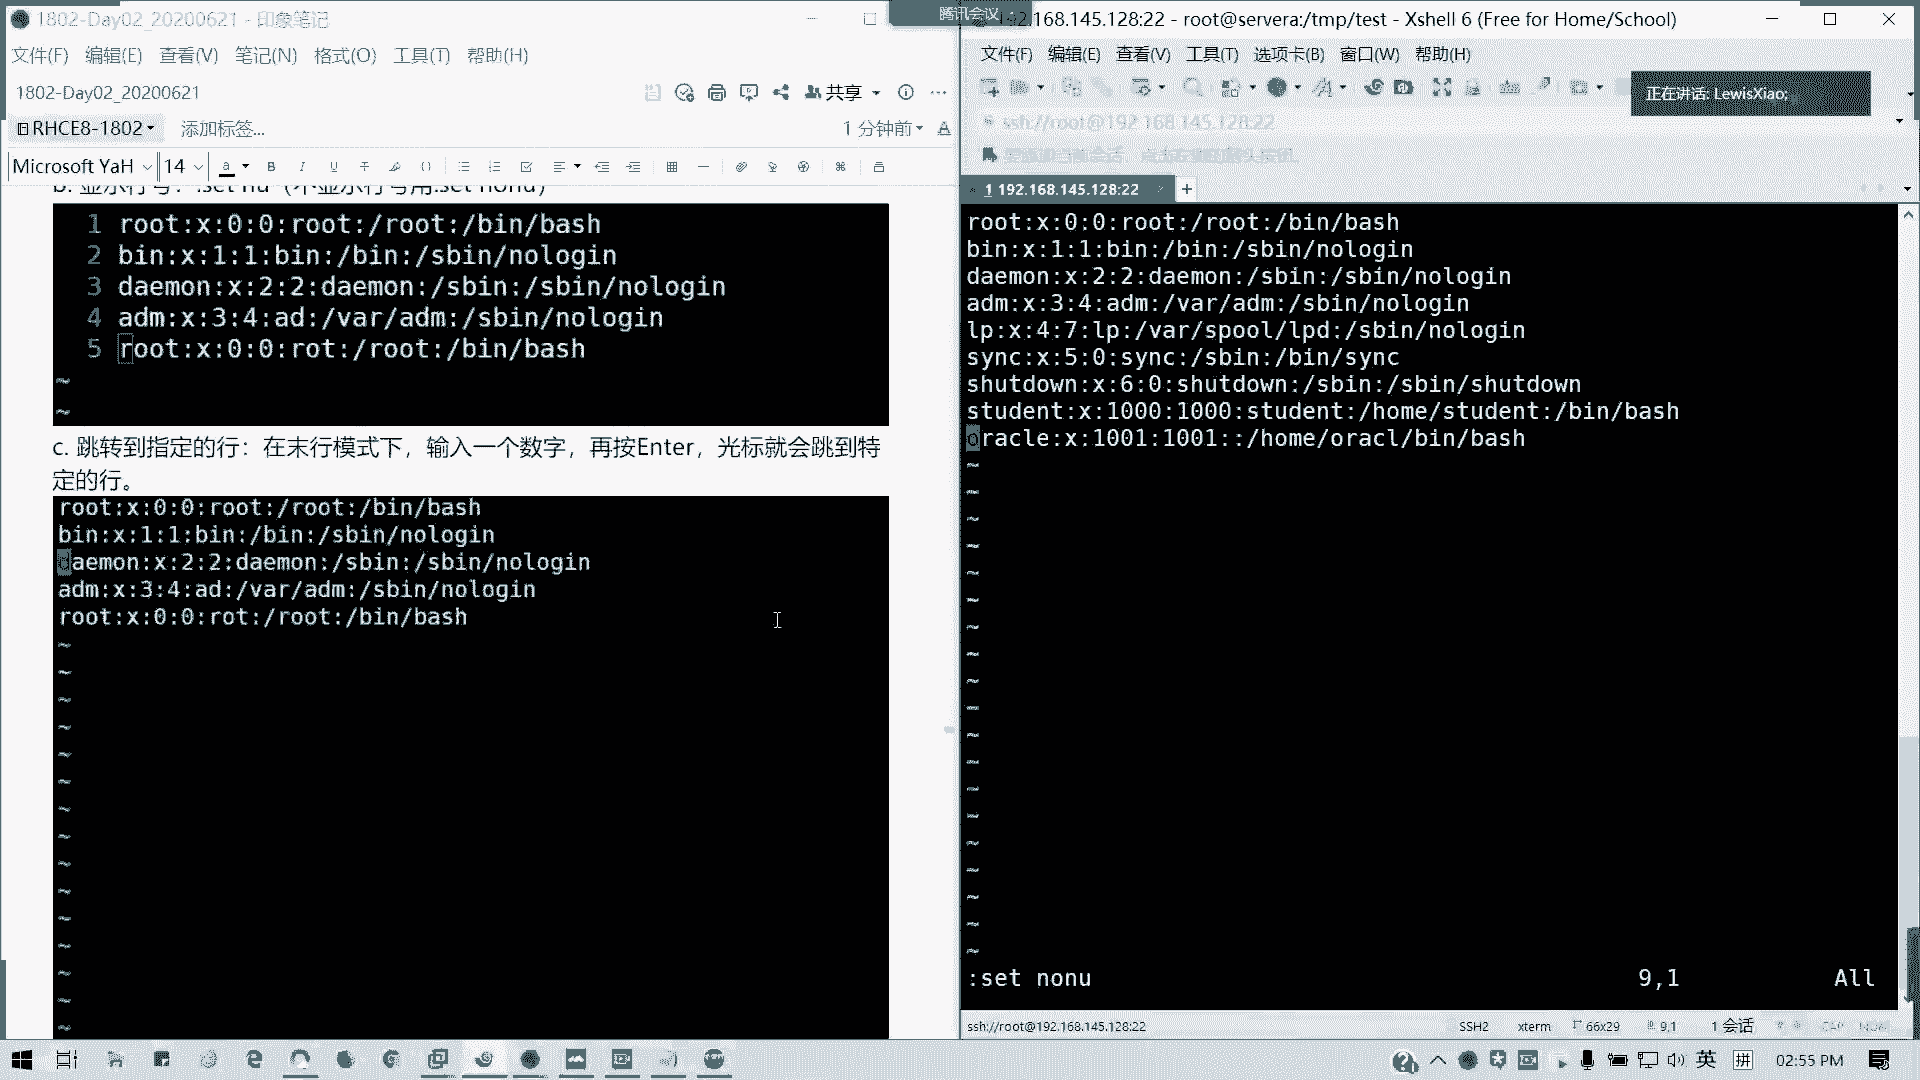 1802-Day02_20200621 - 印象笔记
文件(F) 编辑(E) 查看(V) 笔记(N) 格式(O) 工具(T) 帮助(H)
1802-Day02_20200621
共享
RHCE8-1802
添加标签...
1 分钟前
Microsoft YaH
14
b. 显示行号: :set nu (不显示行号用:set nonu)
1 root:x:0:0:root:/root:/bin/bash
2 bin:x:1:1:bin:/bin:/sbin/nologin
3 daemon:x:2:2:daemon:/sbin:/sbin/nologin
4 adm:x:3:4:ad:/var/adm:/sbin/nologin
5 root:x:0:0:rot:/root:/bin/bash
~
~
c. 跳转到指定的行：在末行模式下，输入一个数字，再按Enter，光标就会跳到特
定的行。
root:x:0:0:root:/root:/bin/bash
bin:x:1:1:bin:/bin:/sbin/nologin
daemon:x:2:2:daemon:/sbin:/sbin/nologin
adm:x:3:4:ad:/var/adm:/sbin/nologin
root:x:0:0:rot:/root:/bin/bash
腾讯会议
2.168.145.128:22 - root@servera:/tmp/test - Xshell 6 (Free for Home/School)
文件(F) 编辑(E) 查看(V) 工具(T) 选项卡(B) 窗口(W) 帮助(H)
正在讲话: LewisXiao;
ssh://root@192.168.145.128:22
1 192.168.145.128:22
root:x:0:0:root:/root:/bin/bash
bin:x:1:1:bin:/bin:/sbin/nologin
daemon:x:2:2:daemon:/sbin:/sbin/nologin
adm:x:3:4:adm:/var/adm:/sbin/nologin
lp:x:4:7:lp:/var/spool/lpd:/sbin/nologin
sync:x:5:0:sync:/sbin:/bin/sync
shutdown:x:6:0:shutdown:/sbin:/sbin/shutdown
student:x:1000:1000:student:/home/student:/bin/bash
oracle:x:1001:1001::/home/oracl/bin/bash
:set nonu 9,1 All
ssh://root@192.168.145.128:22 SSH2 xterm 66x29 9,1 1 会话 CAP NUM
英 拼 02:55 PM